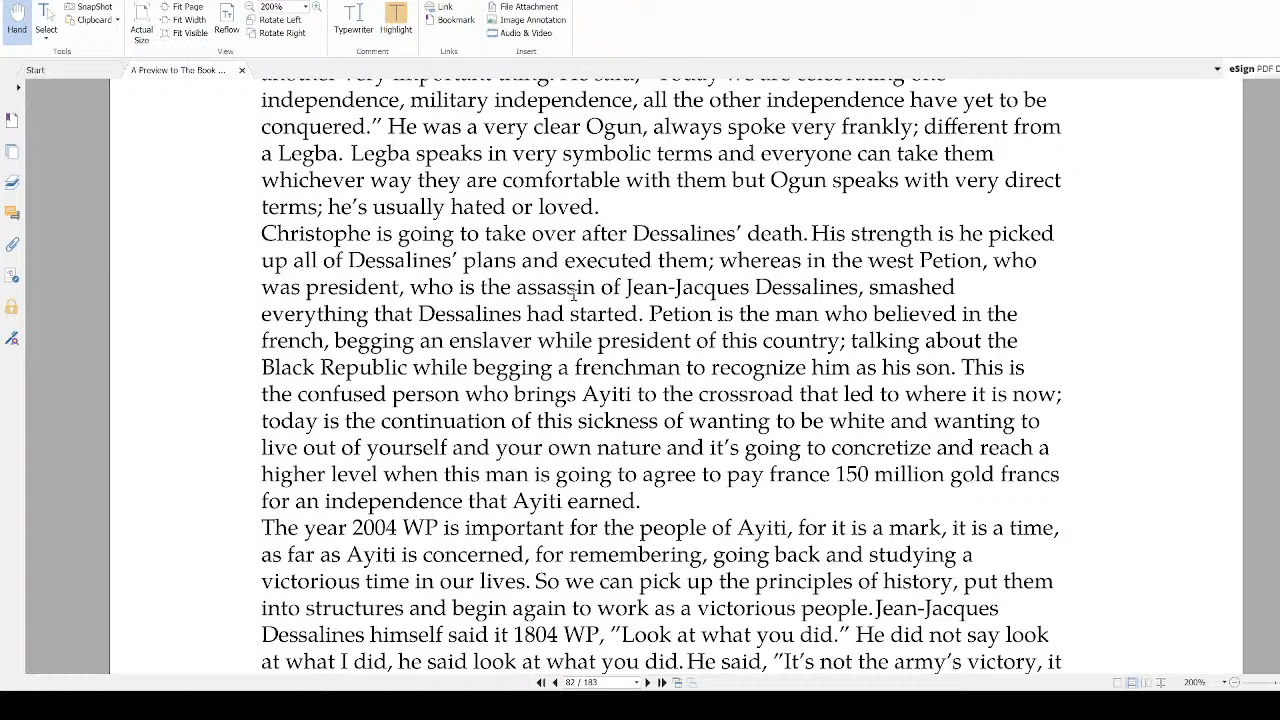 Hand
Select
SnapShot
Clipboard
Tools
Actual Size
Fit Page
Fit Width
Fit Visible
Reflow
200%
Rotate Left
Rotate Right
View
Typewriter
Highlight
Comment
Link
Bookmark
Links
File Attachment
Image Annotation
Audio & Video
Insert
Start
A Preview to The Book ...
eSign PDF D
another very important thing. He said, "Today we are celebrating one
independence, military independence, all the other independence have yet to be
conquered.” He was a very clear Ogun, always spoke very frankly; different from
a Legba. Legba speaks in very symbolic terms and everyone can take them
whichever way they are comfortable with them but Ogun speaks with very direct
terms; he’s usually hated or loved.
Christophe is going to take over after Dessalines’ death. His strength is he picked
up all of Dessalines’ plans and executed them; whereas in the west Petion, who
was president, who is the assassin of Jean-Jacques Dessalines, smashed
everything that Dessalines had started. Petion is the man who believed in the
french, begging an enslaver while president of this country; talking about the
Black Republic while begging a frenchman to recognize him as his son. This is
the confused person who brings Ayiti to the crossroad that led to where it is now;
today is the continuation of this sickness of wanting to be white and wanting to
live out of yourself and your own nature and it’s going to concretize and reach a
higher level when this man is going to agree to pay france 150 million gold francs
for an independence that Ayiti earned.
The year 2004 WP is important for the people of Ayiti, for it is a mark, it is a time,
as far as Ayiti is concerned, for remembering, going back and studying a
victorious time in our lives. So we can pick up the principles of history, put them
into structures and begin again to work as a victorious people. Jean-Jacques
Dessalines himself said it 1804 WP, ”Look at what you did.” He did not say look
at what I did, he said look at what you did. He said, ”It’s not the army’s victory, it
82 / 183
200%